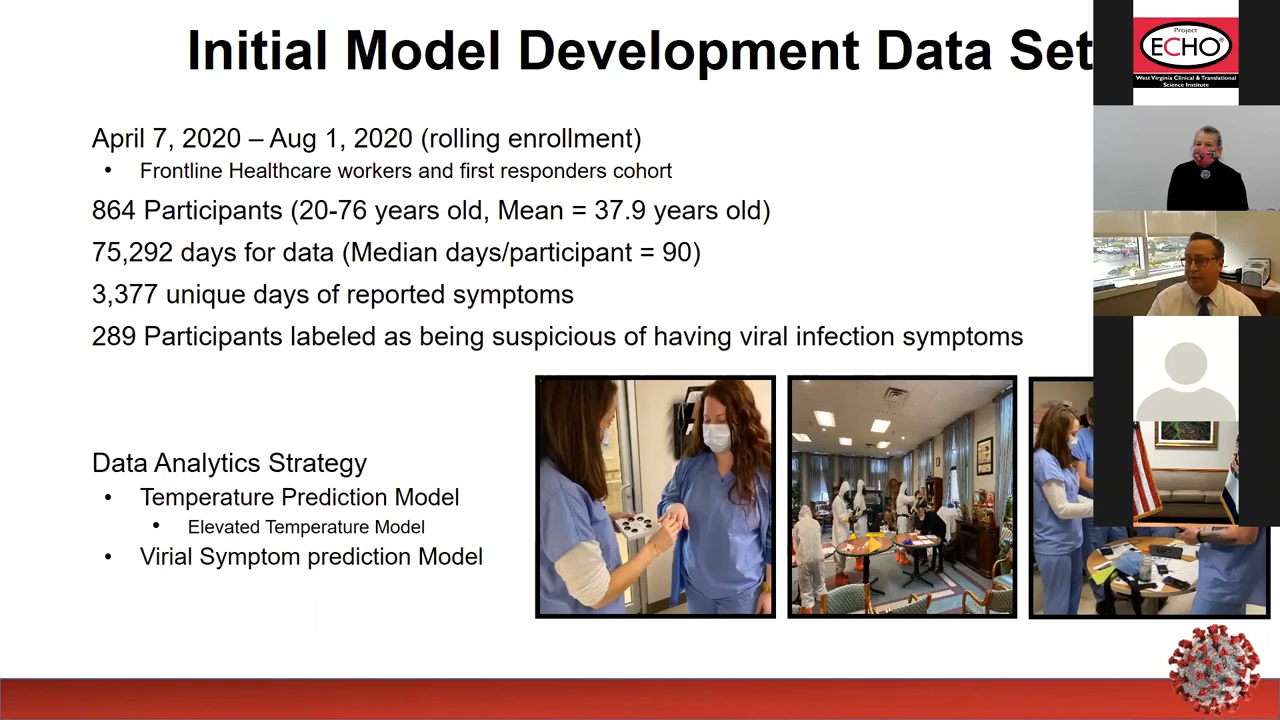 Initial Model Development Data Set
April 7, 2020 – Aug 1, 2020 (rolling enrollment)
• Frontline Healthcare workers and first responders cohort
864 Participants (20-76 years old, Mean = 37.9 years old)
75,292 days for data (Median days/participant = 90)
3,377 unique days of reported symptoms
289 Participants labeled as being suspicious of having viral infection symptoms
Data Analytics Strategy
• Temperature Prediction Model
• Elevated Temperature Model
• Virial Symptom prediction Model
Project
ECHO®
West Virginia Clinical & Translational
Science Institute